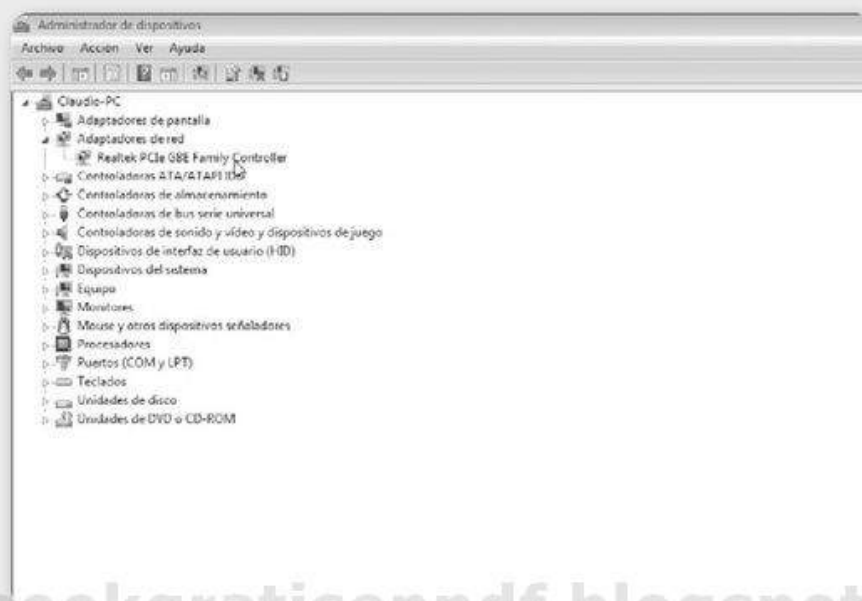 Administrador de dispositivos
Archivo Acción Ver Ayuda
Claudio-PC
Adaptadores de pantalla
Adaptadores de red
Realtek PCIe GBE Family Controller
Controladoras ATA/ATAPI IDE
Controladoras de almacenamiento
Controladoras de bus serie universal
Controladoras de sonido y vídeo y dispositivos de juego
Dispositivos de interfaz de usuario (HID)
Dispositivos del sistema
Equipo
Monitores
Mouse y otros dispositivos señaladores
Procesadores
Puertos (COM y LPT)
Teclados
Unidades de disco
Unidades de DVD o CD-ROM